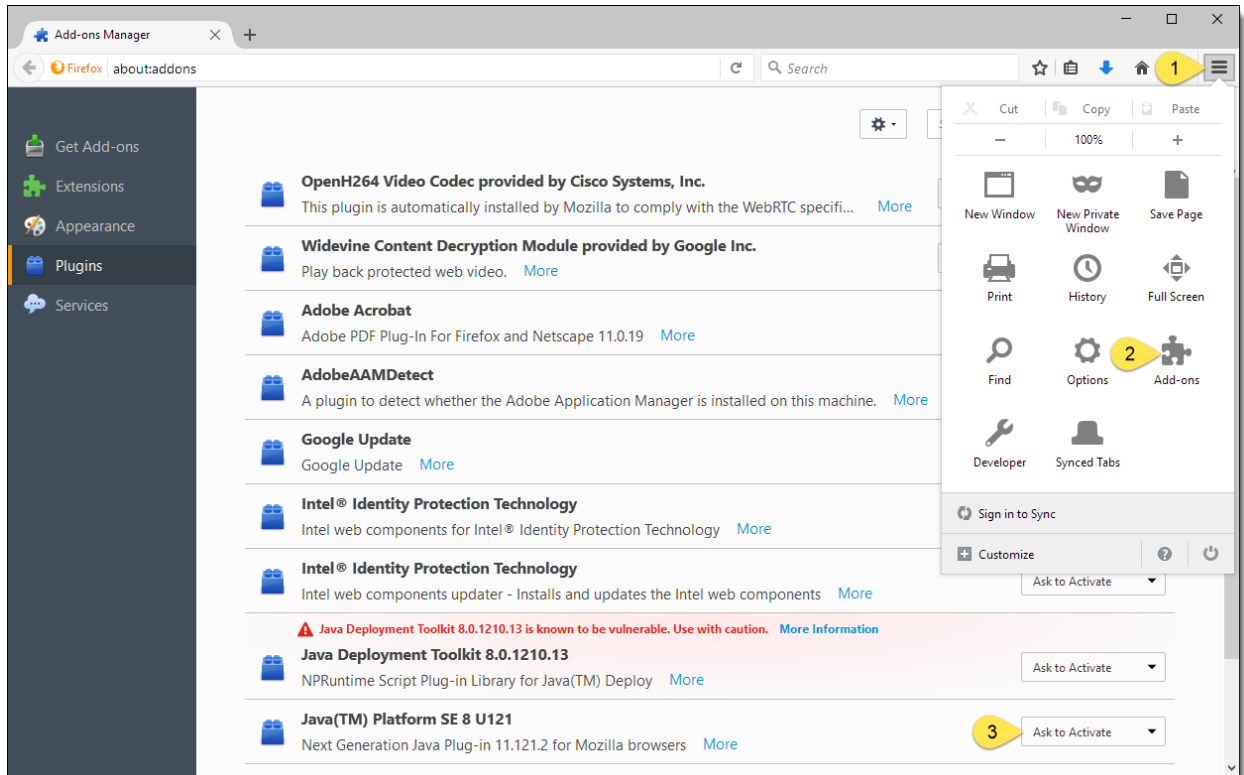 Add-ons Manager
Firefox about:addons
Search
1
Cut Copy Paste
− 100% +
New Window New Private Window Save Page
Print History Full Screen
Find Options 2 Add-ons
Developer Synced Tabs
Sign in to Sync
Customize
Get Add-ons
Extensions
Appearance
Plugins
Services
OpenH264 Video Codec provided by Cisco Systems, Inc.
This plugin is automatically installed by Mozilla to comply with the WebRTC specifi... More
Widevine Content Decryption Module provided by Google Inc.
Play back protected web video. More
Adobe Acrobat
Adobe PDF Plug-In For Firefox and Netscape 11.0.19 More
AdobeAAMDetect
A plugin to detect whether the Adobe Application Manager is installed on this machine. More
Google Update
Google Update More
Intel® Identity Protection Technology
Intel web components for Intel® Identity Protection Technology More
Intel® Identity Protection Technology
Intel web components updater - Installs and updates the Intel web components More
Ask to Activate
Java Deployment Toolkit 8.0.1210.13 is known to be vulnerable. Use with caution. More Information
Java Deployment Toolkit 8.0.1210.13
NPRuntime Script Plug-in Library for Java(TM) Deploy More
Ask to Activate
Java(TM) Platform SE 8 U121
Next Generation Java Plug-in 11.121.2 for Mozilla browsers More
3 Ask to Activate